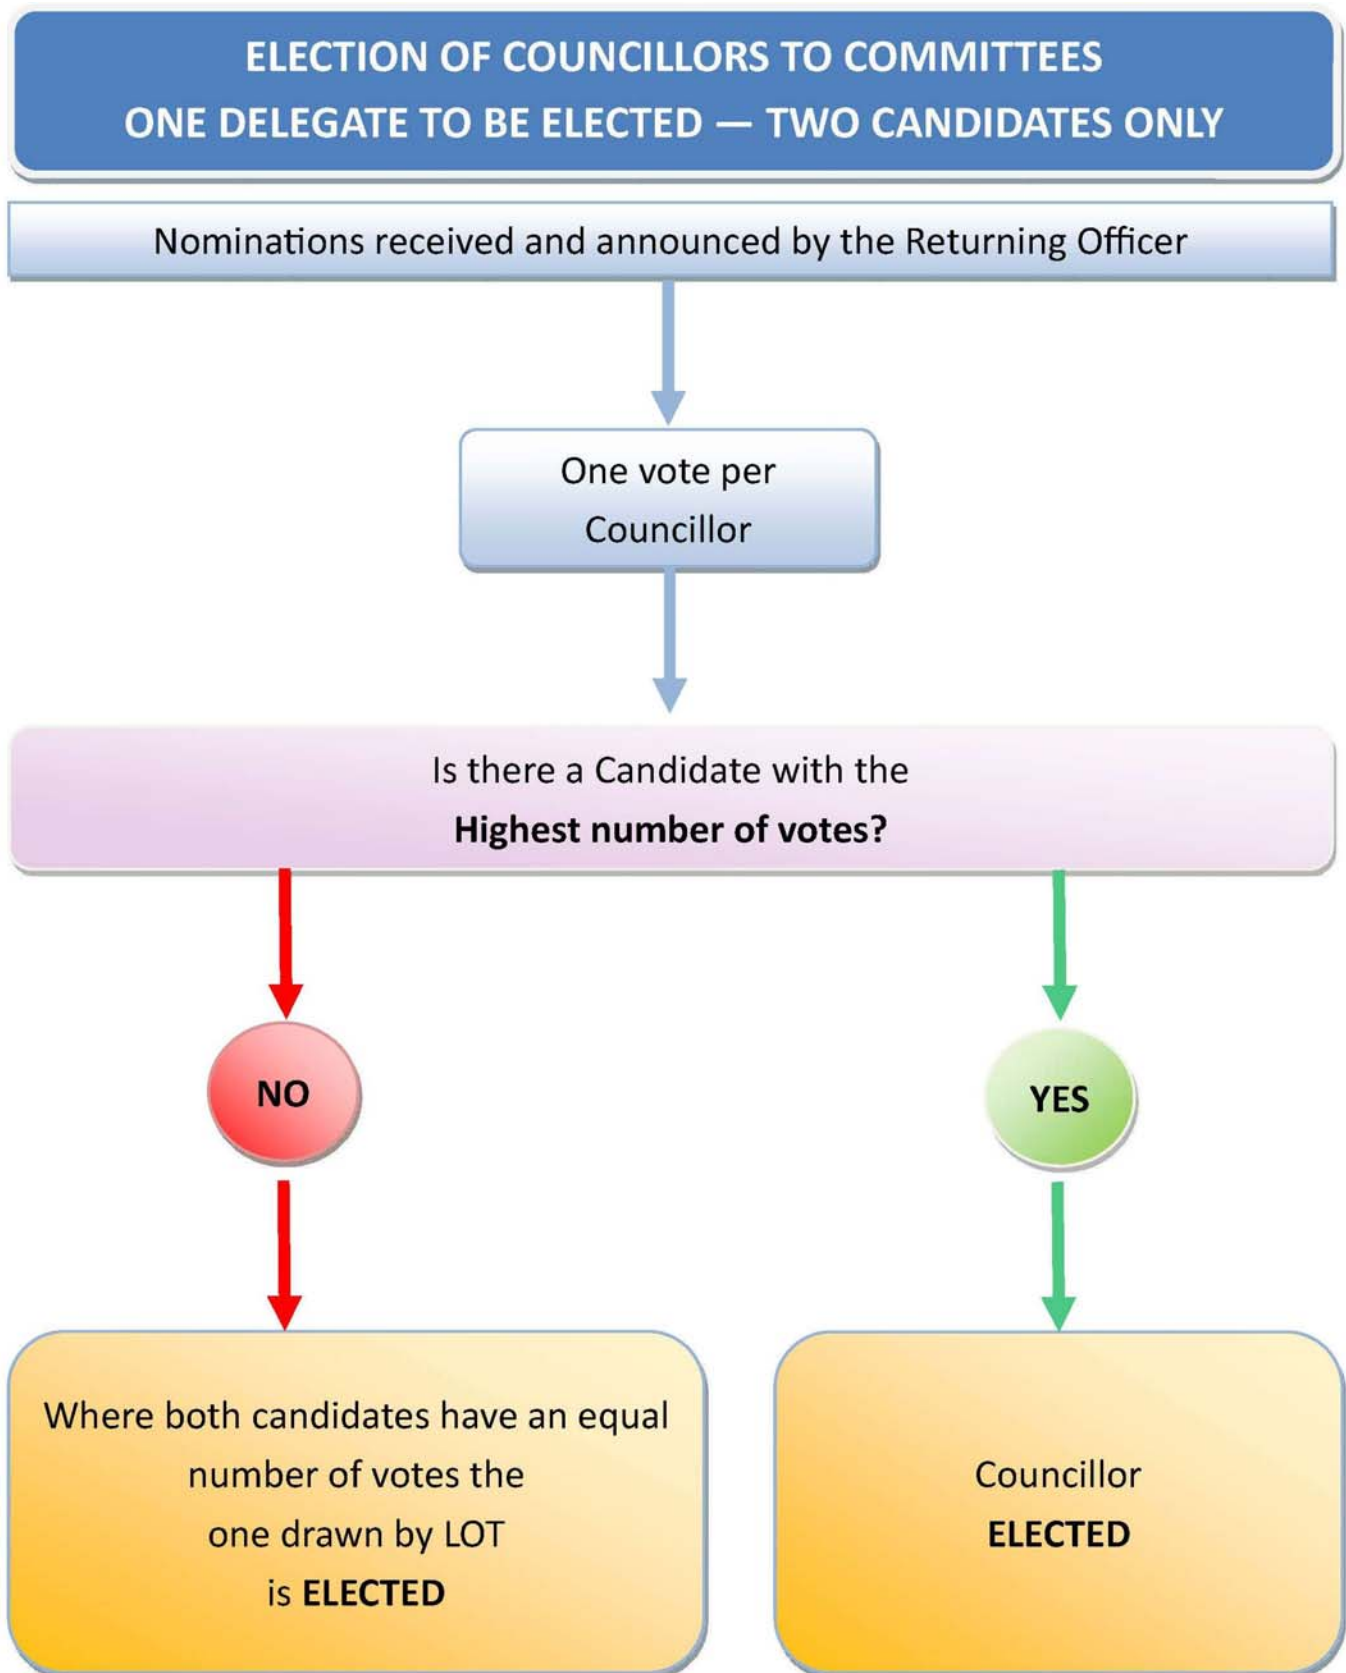 ELECTION OF COUNCILLORS TO COMMITTEES
ONE DELEGATE TO BE ELECTED — TWO CANDIDATES ONLY
Nominations received and announced by the Returning Officer
One vote per
Councillor
Is there a Candidate with the
Highest number of votes?
NO
YES
Where both candidates have an equal
number of votes the
one drawn by LOT
is ELECTED
Councillor
ELECTED